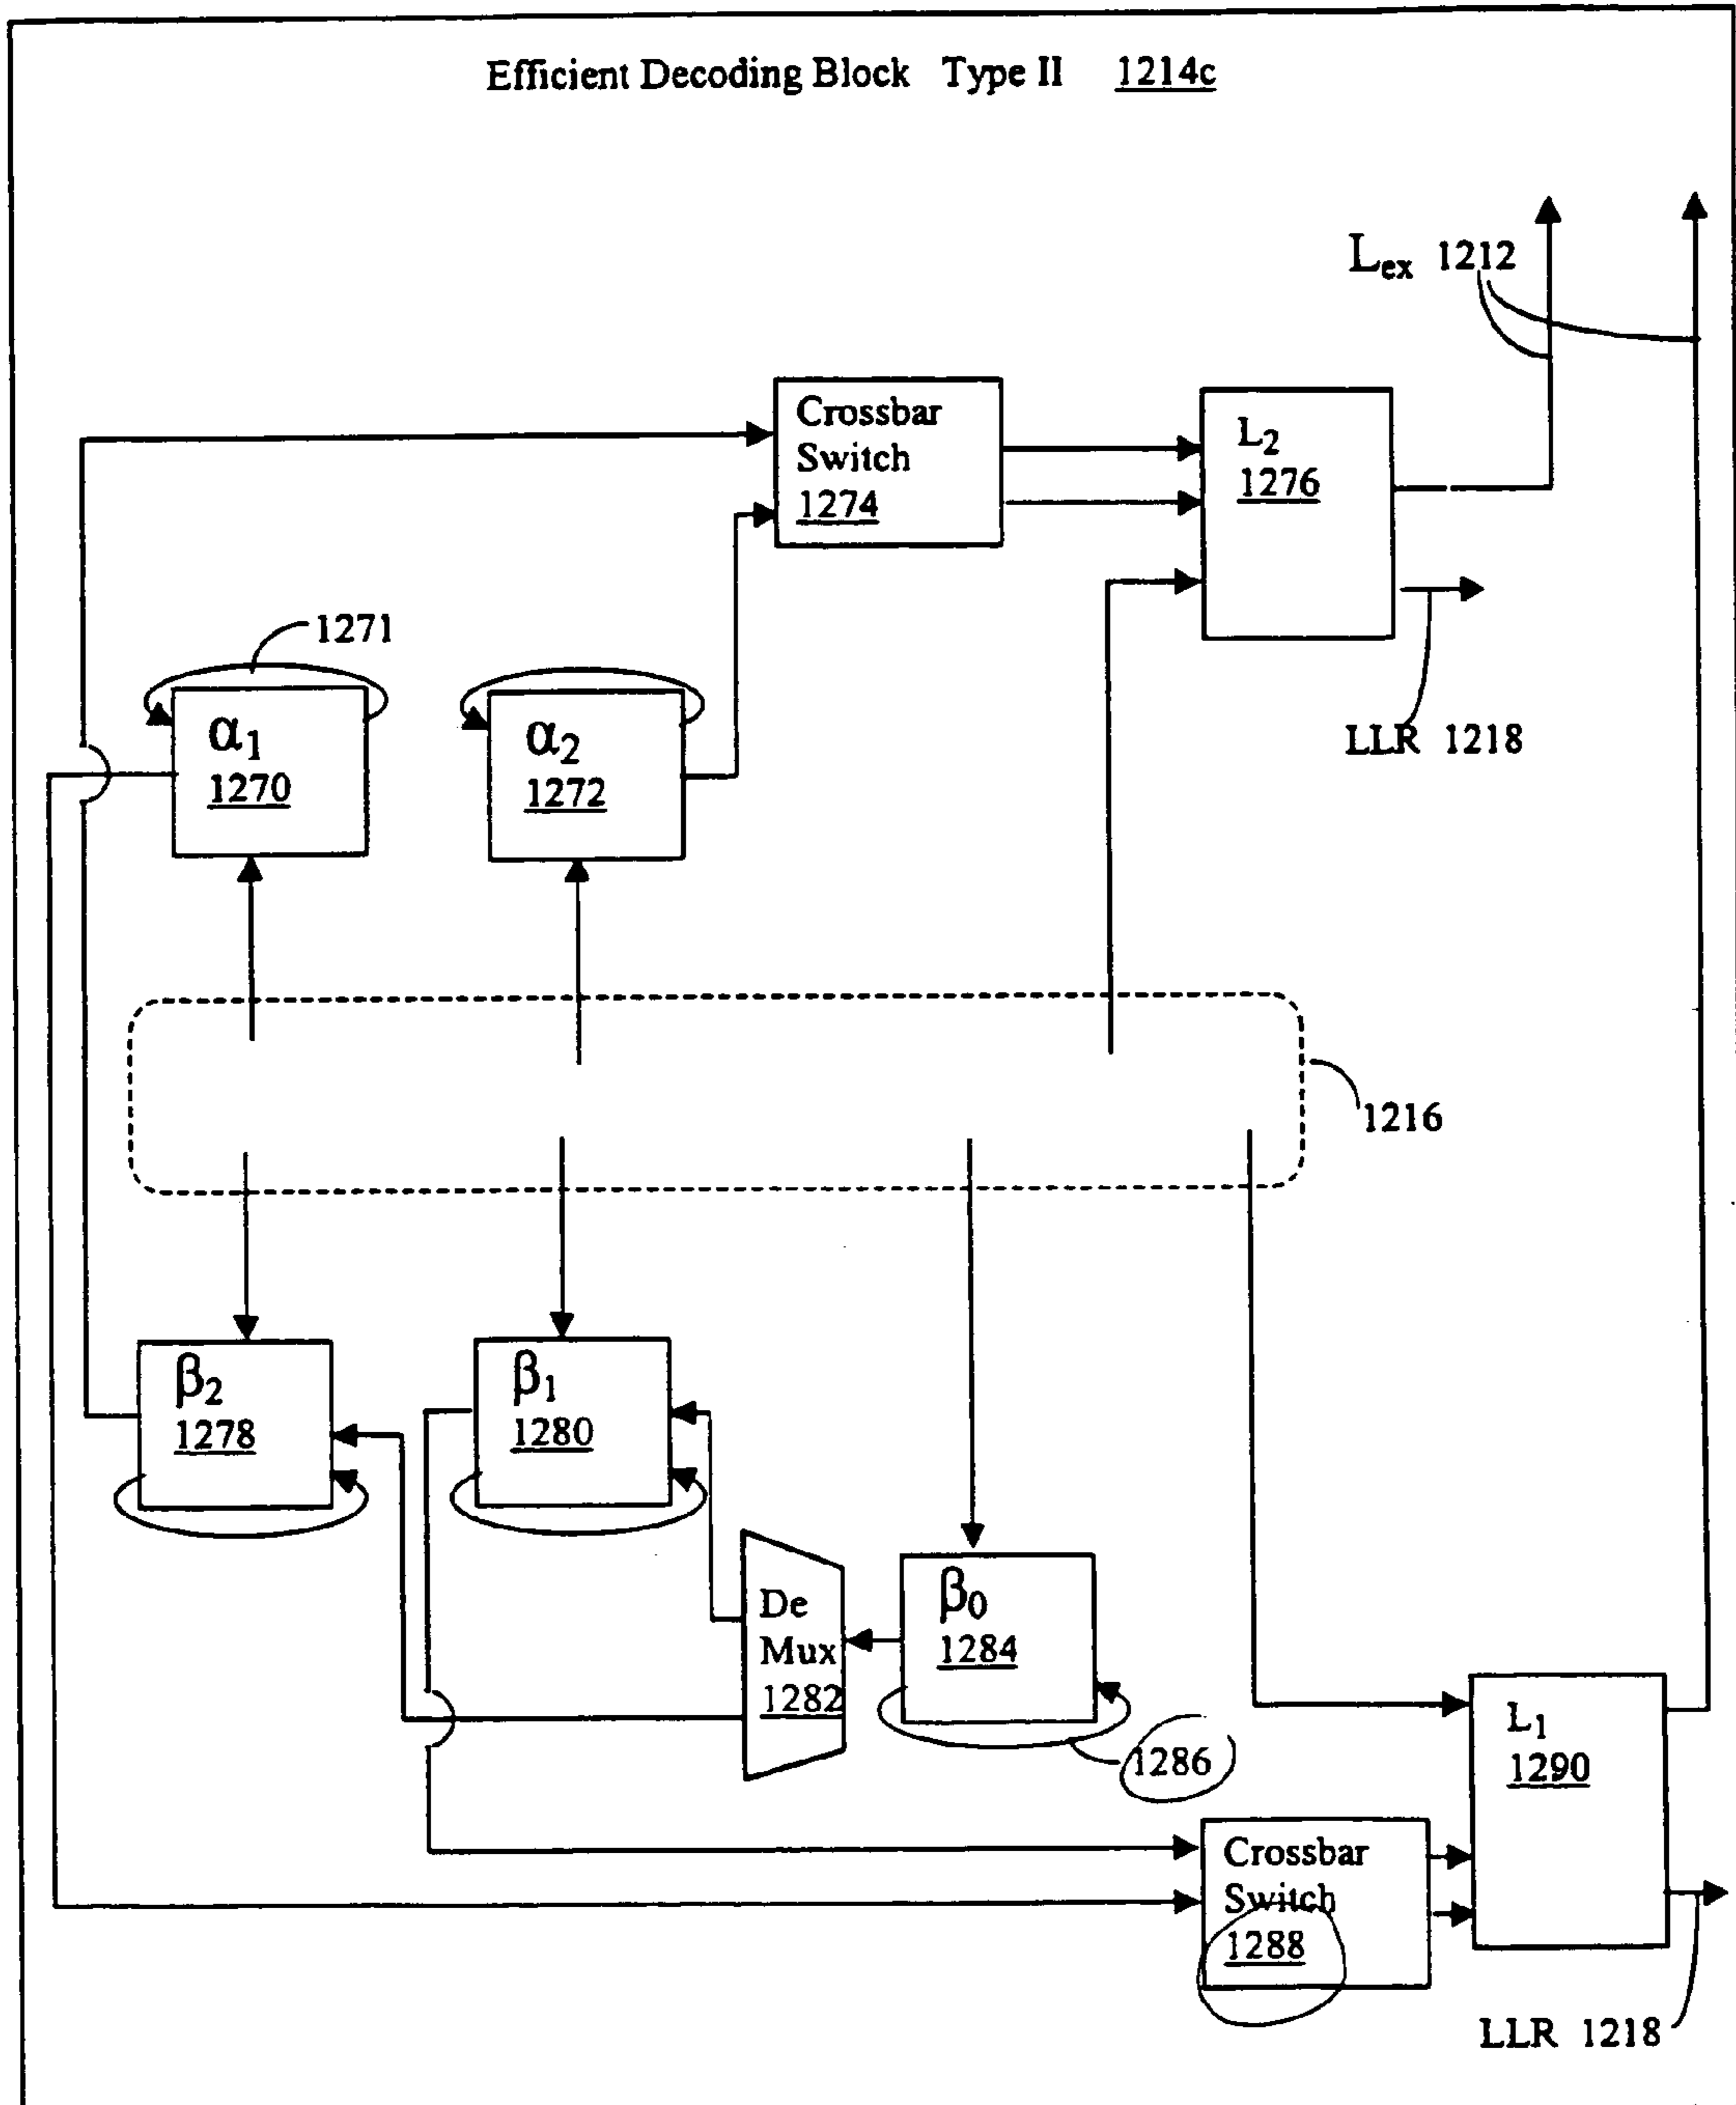 Efficient Decoding Block Type II 1214c
Lex 1212
Crossbar
Switch
1274
L2
1276
1271
LLR 1218
α1
1270
α2
1272
1216
β2
1278
β1
1280
De
Mux
1282
β0
1284
1286
L1
1290
Crossbar
Switch
1288
LLR 1218